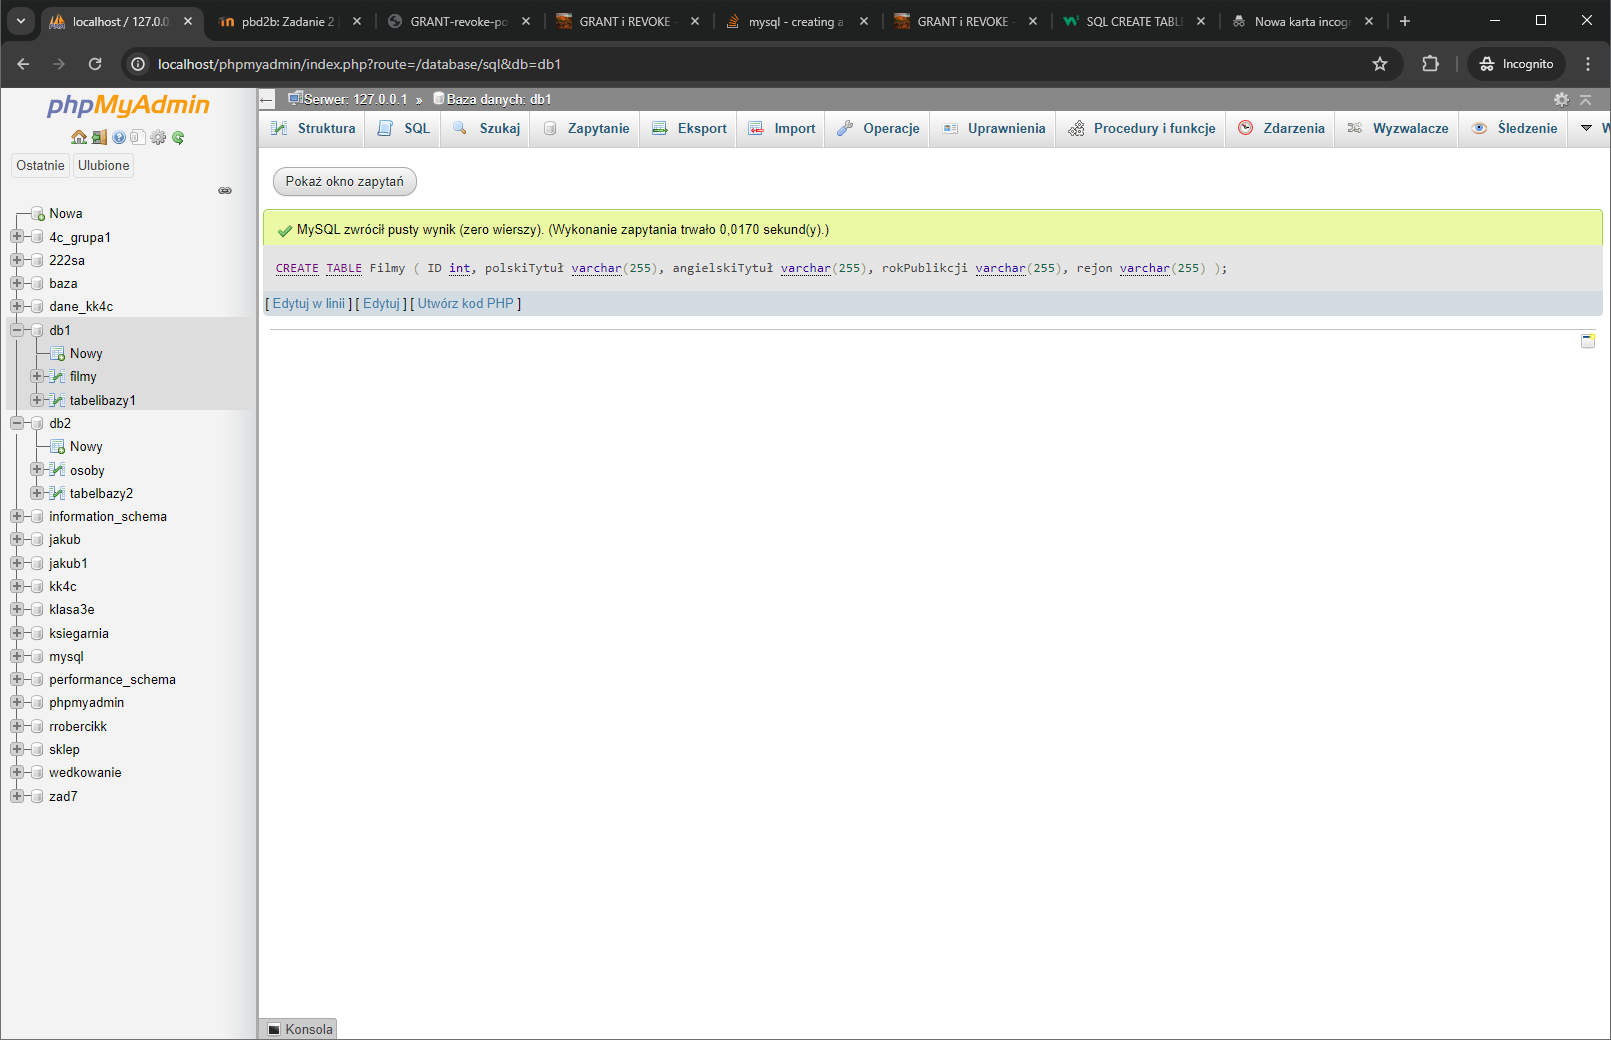 localhost / 127.0.0.
pbd2b: Zadanie 2
GRANT-revoke-po
GRANT i REVOKE -
mysql - creating a
GRANT i REVOKE -
SQL CREATE TABLE
Nowa karta incogn
localhost/phpmyadmin/index.php?route=/database/sql&db=db1
Incognito
phpMyAdmin
Ostatnie Ulubione
Nowa
4c_grupa1
222sa
baza
dane_kk4c
db1
Nowy
filmy
tabelibazy1
db2
Nowy
osoby
tabelbazy2
information_schema
jakub
jakub1
kk4c
klasa3e
ksiegarnia
mysql
performance_schema
phpmyadmin
rrobercikk
sklep
wedkowanie
zad7
Serwer: 127.0.0.1 » Baza danych: db1
Struktura SQL Szukaj Zapytanie Eksport Import Operacje Uprawnienia Procedury i funkcje Zdarzenia Wyzwalacze Śledzenie W
Pokaż okno zapytań
MySQL zwrócił pusty wynik (zero wierszy). (Wykonanie zapytania trwało 0,0170 sekund(y).)
CREATE TABLE Filmy ( ID int, polskiTytuł varchar(255), angielskiTytuł varchar(255), rokPublikcji varchar(255), rejon varchar(255) );
[ Edytuj w linii ] [ Edytuj ] [ Utwórz kod PHP ]
Konsola